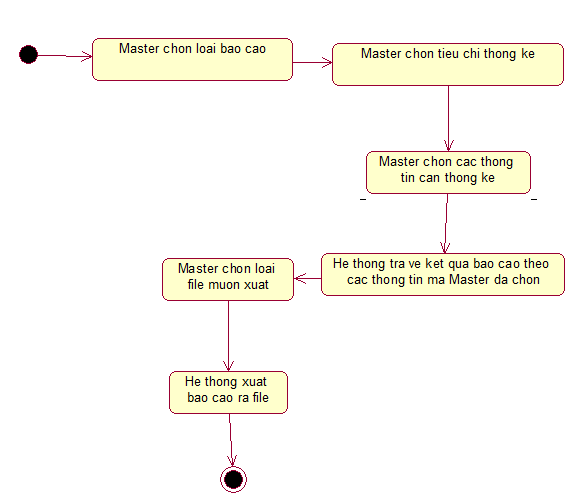 Master chon loai bao cao
Master chon tieu chi thong ke
Master chon cac thong
tin can thong ke
He thong tra ve ket qua bao cao theo
cac thong tin ma Master da chon
Master chon loai
file muon xuat
He thong xuat
bao cao ra file